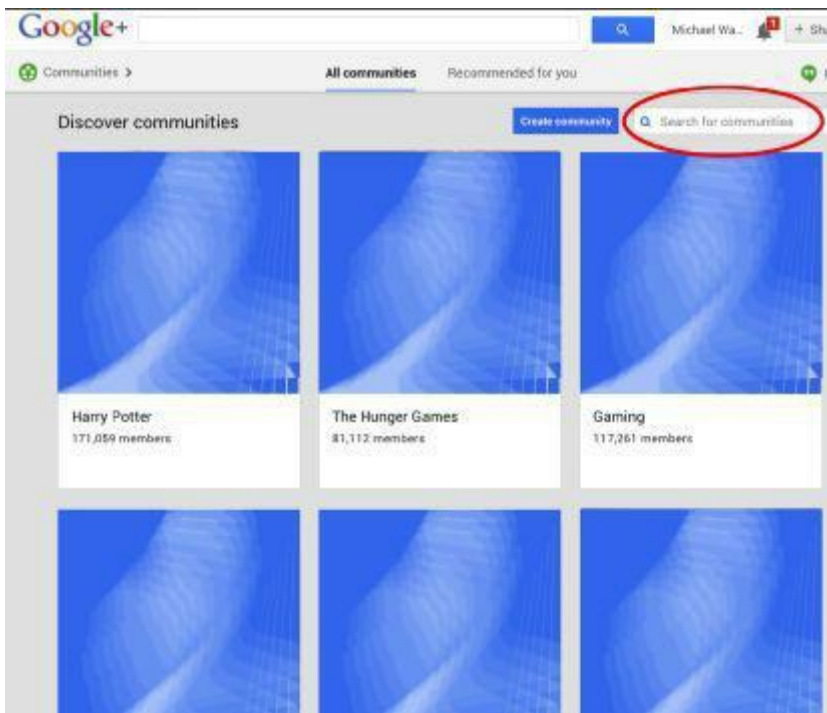 Google+
Michael Wa... 1 + Sh
Communities > All communities Recommended for you
Discover communities Create community Search for communities
Harry Potter The Hunger Games Gaming
171,059 members 81,112 members 117,261 members